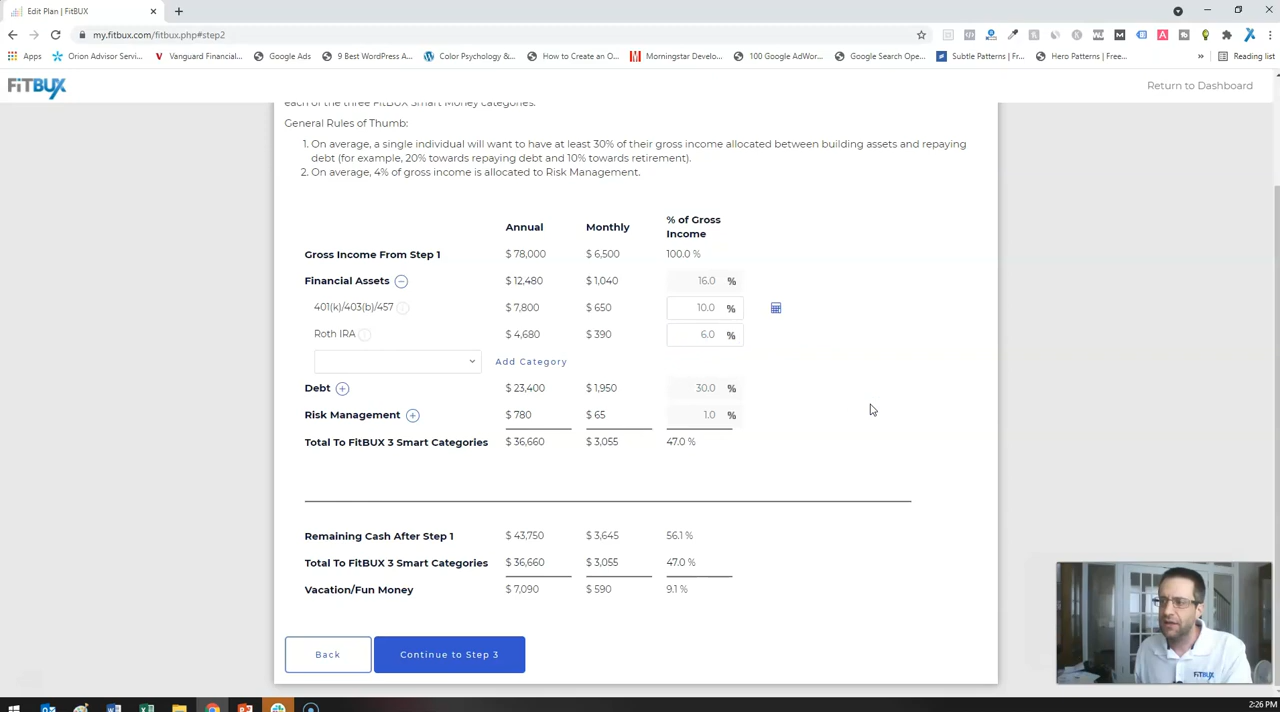 Edit Plan | FitBUX
my.fitbux.com/fitbux.php#step2
Apps Orion Advisor Servi... Vanguard Financial... Google Ads 9 Best WordPress A... Color Psychology &... How to Create an O... Morningstar Develo... 100 Google AdWor... Google Search Ope... Subtle Patterns | Fr... Hero Patterns | Free... » Reading list
FiTBUX Return to Dashboard
each of the three FitBUX Smart Money categories.
General Rules of Thumb:
1. On average, a single individual will want to have at least 30% of their gross income allocated between building assets and repaying
debt (for example, 20% towards repaying debt and 10% towards retirement).
2. On average, 4% of gross income is allocated to Risk Management.
Annual Monthly % of Gross
Income
Gross Income From Step 1 $ 78,000 $ 6,500 100.0 %
Financial Assets $ 12,480 $ 1,040 16.0 %
401(k)/403(b)/457 $ 7,800 $ 650 10.0 %
Roth IRA $ 4,680 $ 390 6.0 %
Add Category
Debt $ 23,400 $ 1,950 30.0 %
Risk Management $ 780 $ 65 1.0 %
Total To FitBUX 3 Smart Categories $ 36,660 $ 3,055 47.0 %
Remaining Cash After Step 1 $ 43,750 $ 3,645 56.1 %
Total To FitBUX 3 Smart Categories $ 36,660 $ 3,055 47.0 %
Vacation/Fun Money $ 7,090 $ 590 9.1 %
Back Continue to Step 3
FiTBUX
2:26 PM